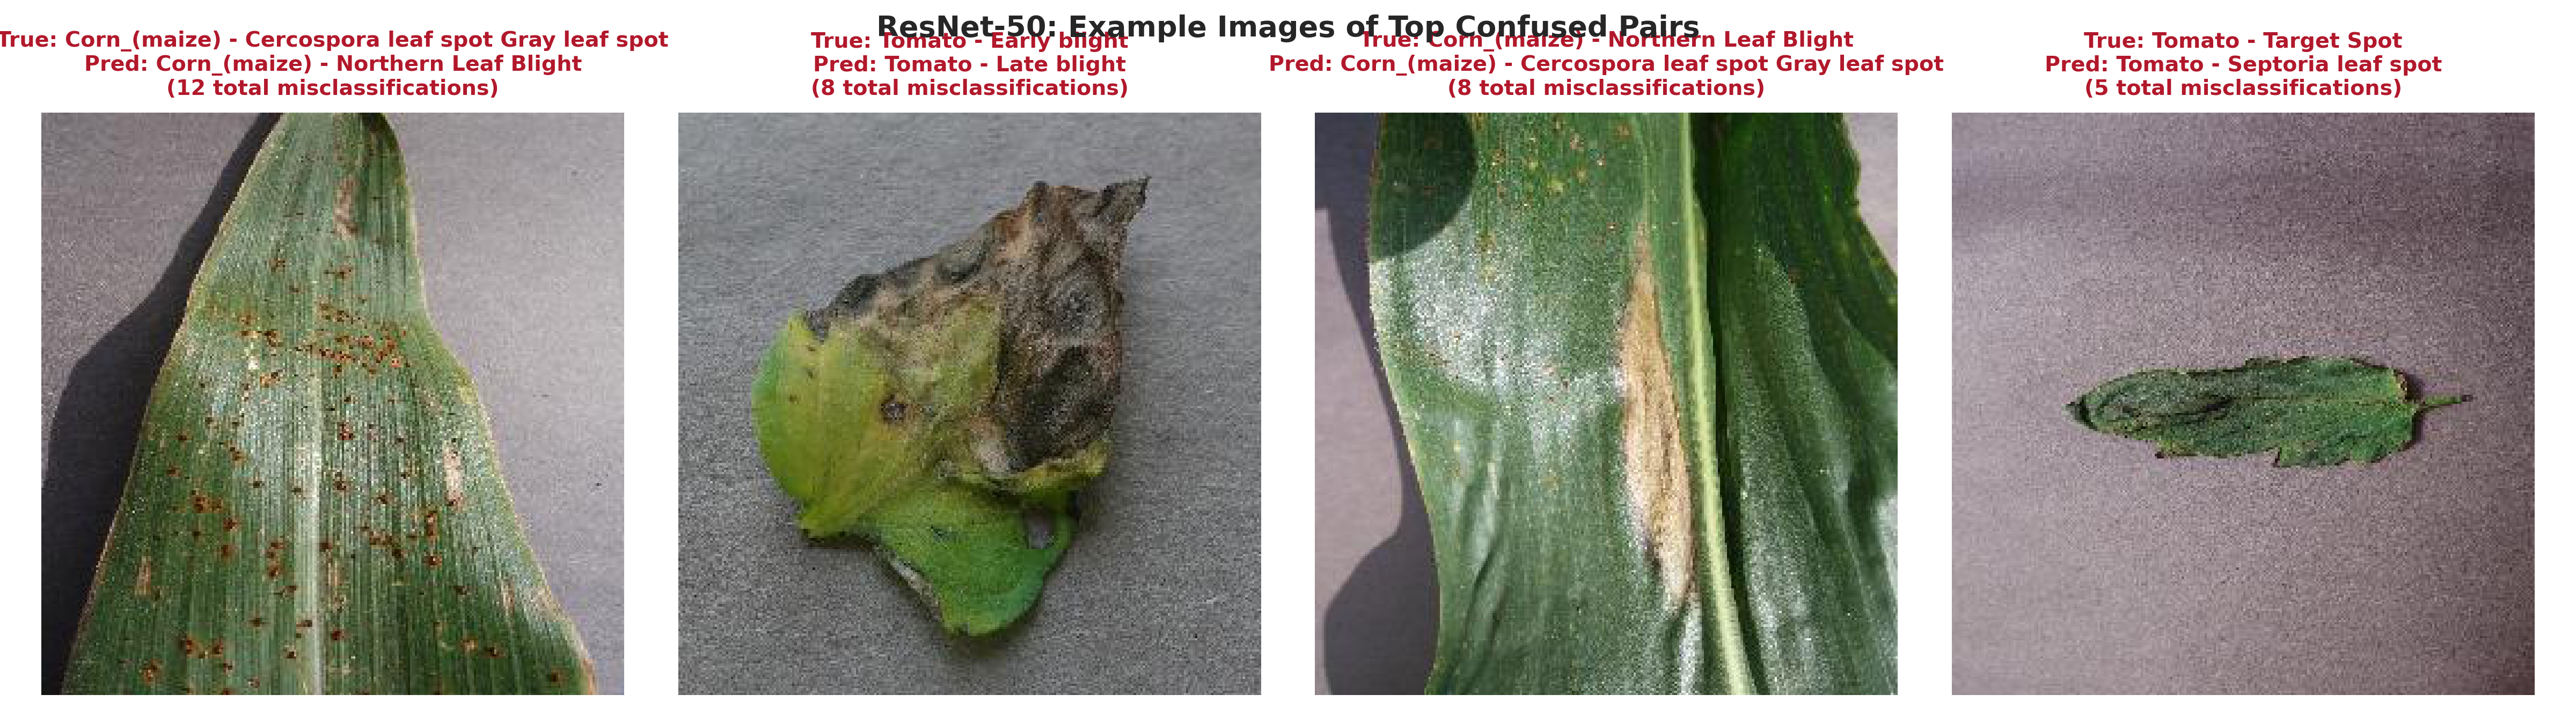 ResNet-50: Example Images of Top Confused Pairs
True: Corn_(maize) - Cercospora leaf spot Gray leaf spot
Pred: Corn_(maize) - Northern Leaf Blight
(12 total misclassifications)
True: Tomato - Early blight
Pred: Tomato - Late blight
(8 total misclassifications)
True: Corn_(maize) - Northern Leaf Blight
Pred: Corn_(maize) - Cercospora leaf spot Gray leaf spot
(8 total misclassifications)
True: Tomato - Target Spot
Pred: Tomato - Septoria leaf spot
(5 total misclassifications)